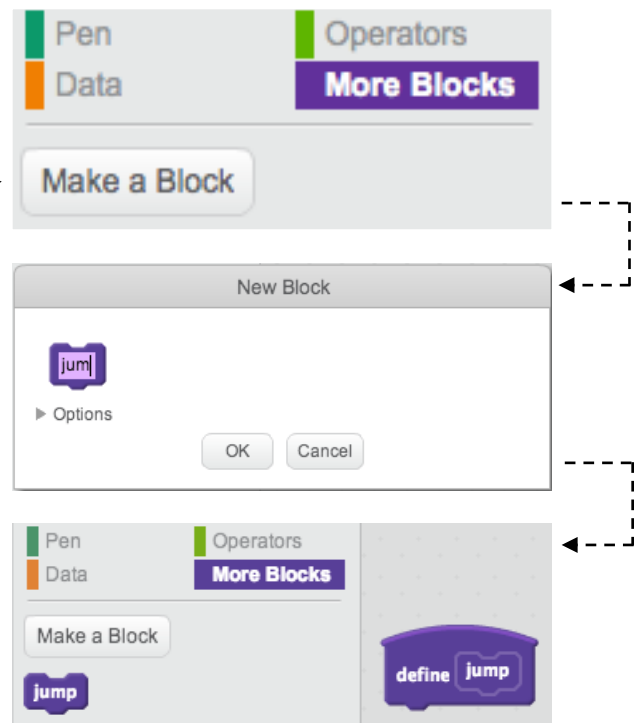 Pen Operators
Data More Blocks
Make a Block
New Block
jum
Options
OK Cancel
Pen Operators
Data More Blocks
Make a Block
jump
define jump